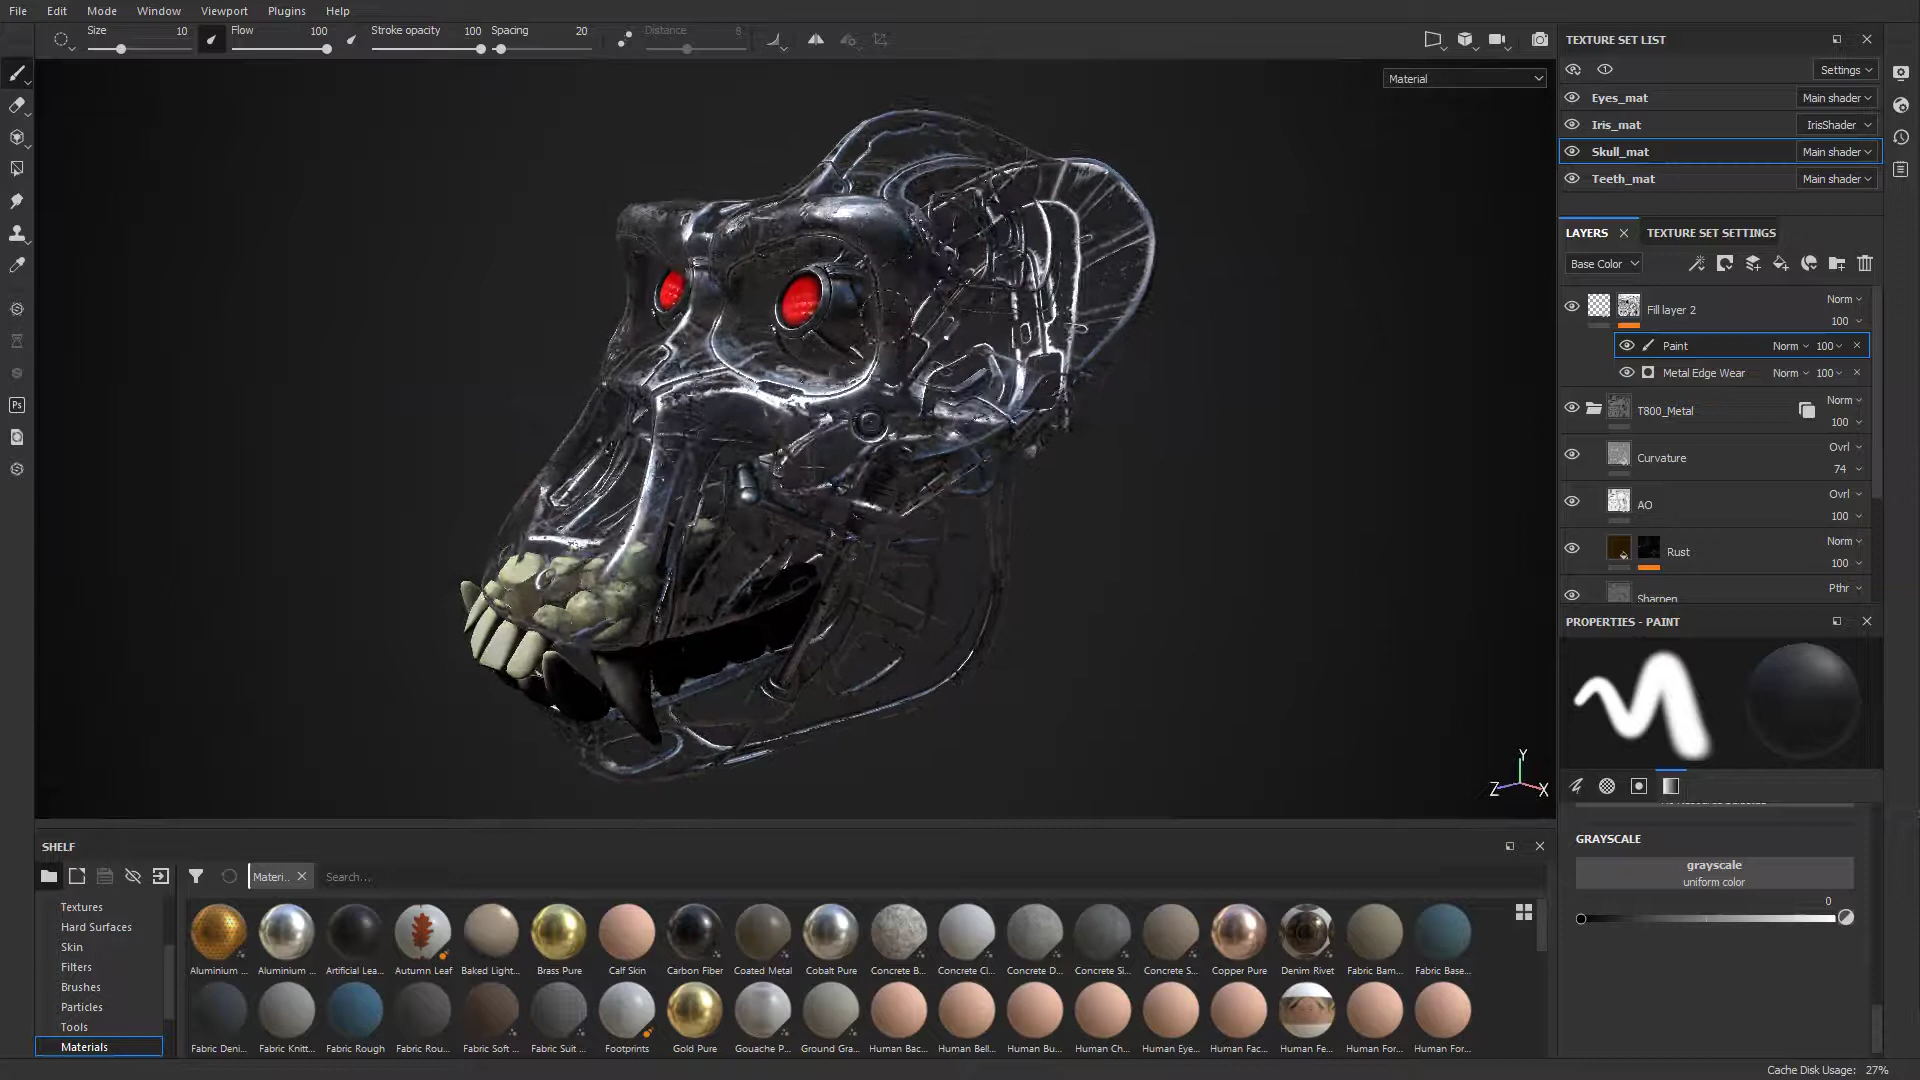 File Edit Mode Window Viewport Plugins Help
Size 10 Flow 100 Stroke opacity 100 Spacing 20 Distance 8
Material
TEXTURE SET LIST
Settings
Eyes_mat Main shader
Iris_mat IrisShader
Skull_mat Main shader
Teeth_mat Main shader
LAYERS TEXTURE SET SETTINGS
Base Color
Norm
Fill layer 2
100
Paint Norm 100
Metal Edge Wear Norm 100
Norm
T800_Metal
100
Ovrl
Curvature
74
Ovrl
AO
100
Norm
Rust
100
Pthr
Sharpen
PROPERTIES - PAINT
Y
Z X
Ps
GRAYSCALE
grayscale
uniform color
0
SHELF
Materi.. Search...
Textures
Hard Surfaces
Skin
Filters
Brushes
Particles
Tools
Materials
Aluminium ... Aluminium ... Artificial Lea... Autumn Leaf Baked Light... Brass Pure Calf Skin Carbon Fiber Coated Metal Cobalt Pure Concrete B... Concrete Cl... Concrete D... Concrete Si... Concrete S... Copper Pure Denim Rivet Fabric Bam... Fabric Base...
Fabric Deni... Fabric Knitt... Fabric Rough Fabric Rou... Fabric Soft ... Fabric Suit ... Footprints Gold Pure Gouache P... Ground Gra... Human Bac... Human Bell... Human Bu... Human Ch... Human Eye... Human Fac... Human Fe... Human For... Human For...
Cache Disk Usage: 27%